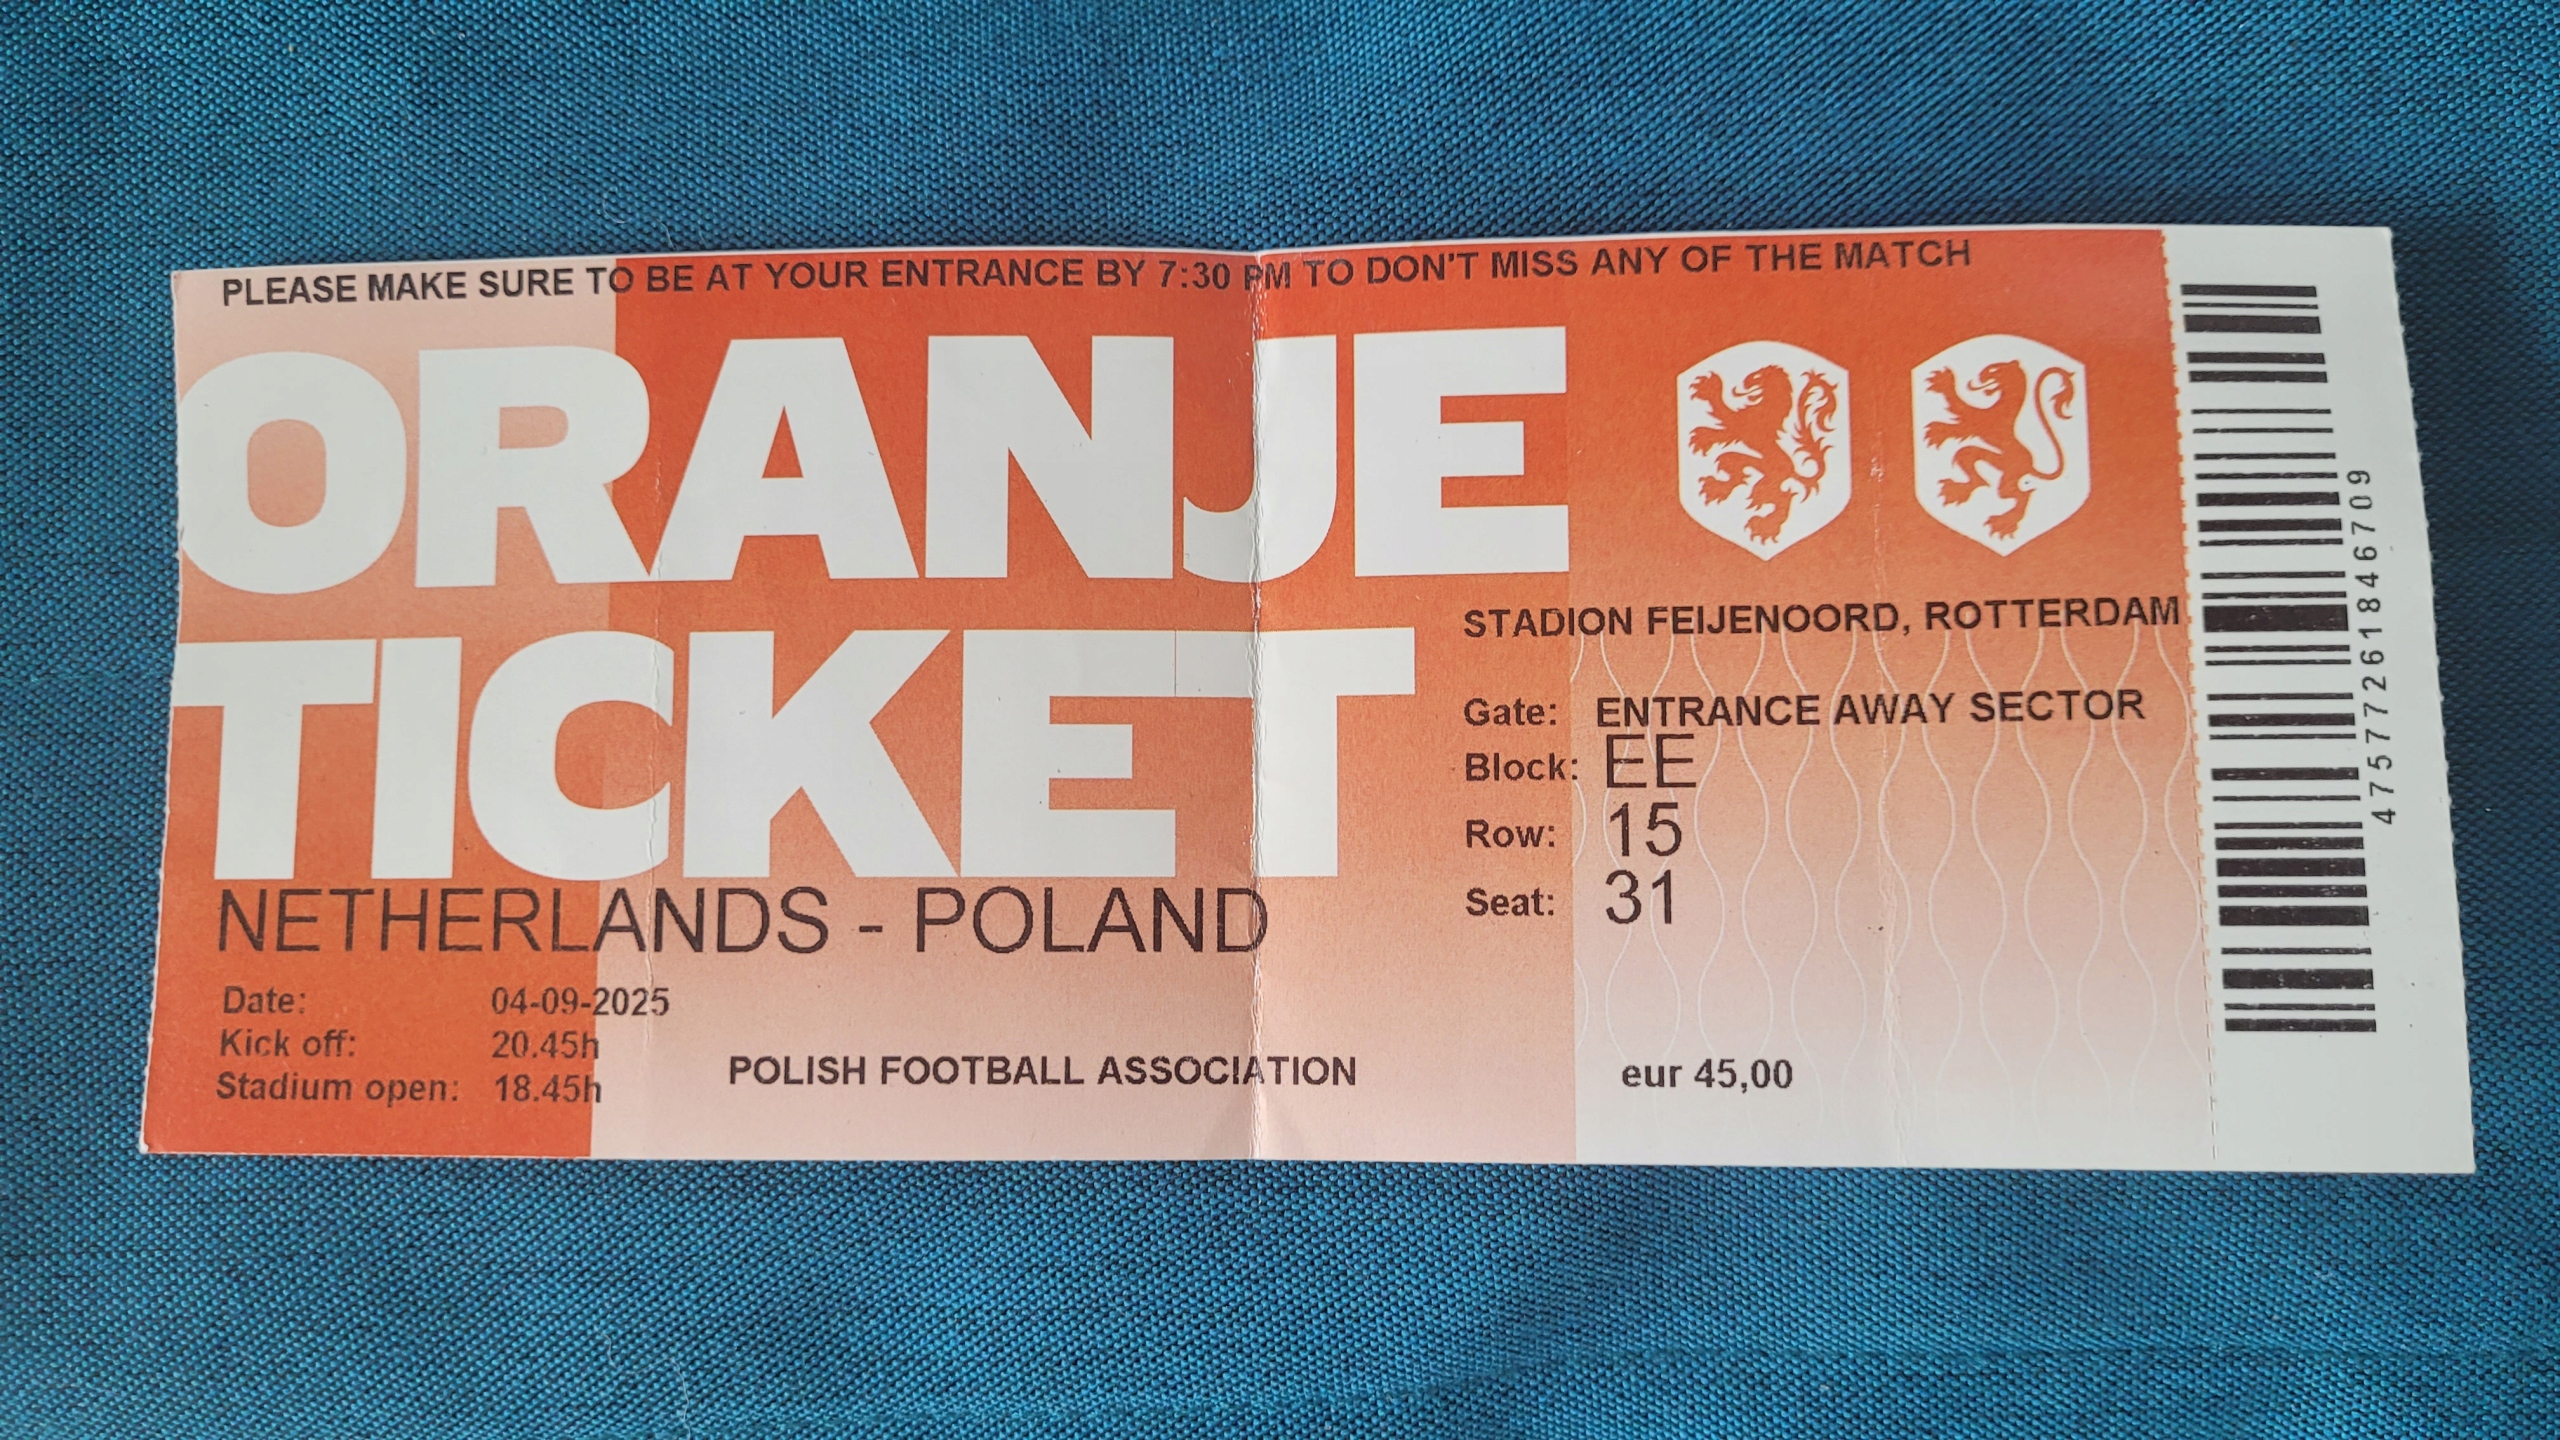 PLEASE MAKE SURE TO BE AT YOUR ENTRANCE BY 7:30 PM TO DON'T MISS ANY OF THE MATCH
ORANJE
TICKET
NETHERLANDS - POLAND
Date: 04-09-2025
Kick off: 20.45h
Stadium open: 18.45h
POLISH FOOTBALL ASSOCIATION
STADION FEIJENOORD, ROTTERDAM
Gate: ENTRANCE AWAY SECTOR
Block: EE
Row: 15
Seat: 31
eur 45,00
47577261846709